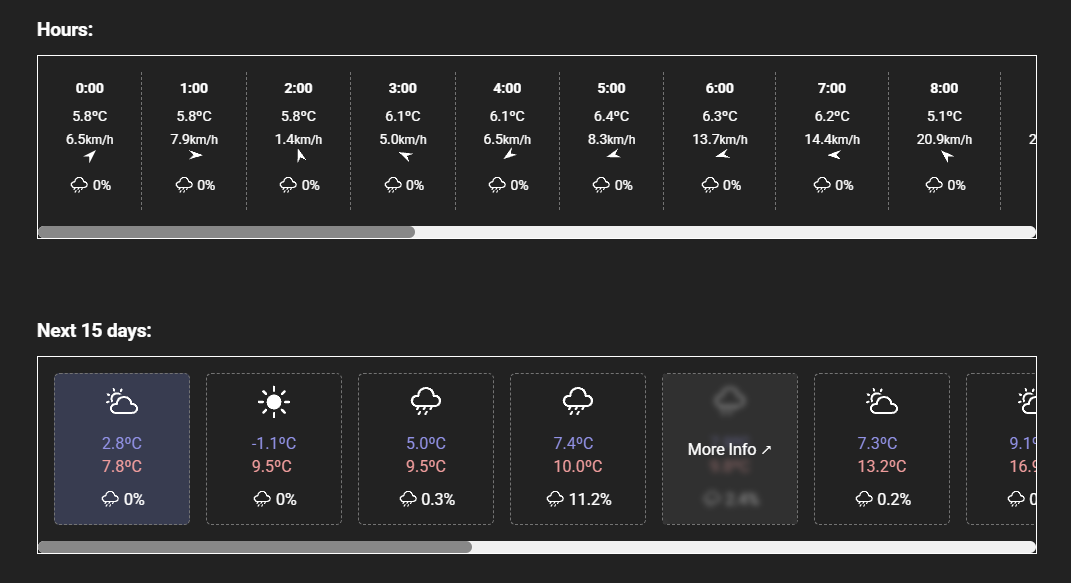 Hours:
0:00 1:00 2:00 3:00 4:00 5:00 6:00 7:00 8:00
5.8ºC 5.8ºC 5.8ºC 6.1ºC 6.1ºC 6.4ºC 6.3ºC 6.2ºC 5.1ºC
6.5km/h 7.9km/h 1.4km/h 5.0km/h 6.5km/h 8.3km/h 13.7km/h 14.4km/h 20.9km/h 2
0% 0% 0% 0% 0% 0% 0% 0% 0%
Next 15 days:
2.8ºC -1.1ºC 5.0ºC 7.4ºC 7.3ºC 9.1º
More Info ↗
7.8ºC 9.5ºC 9.5ºC 10.0ºC 13.2ºC 16.9
0% 0% 0.3% 11.2% 2.4% 0.2% 0